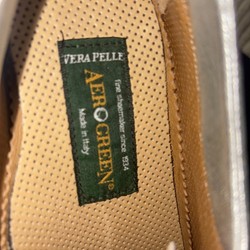 VERA PELLE
fine shoemaker since 1934
AEROGREEN®
Made in Italy